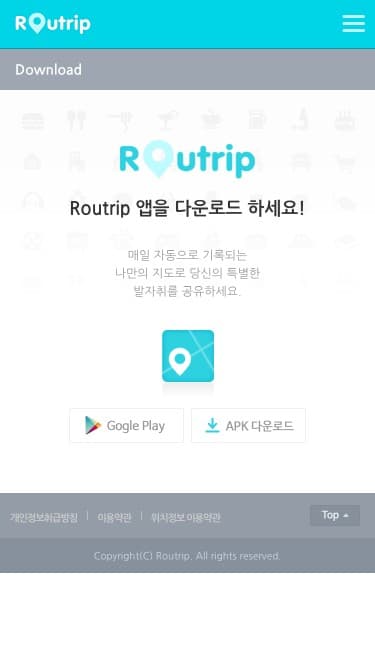 Routrip
Download
Routrip
Routrip 앱을 다운로드 하세요!
매일 자동으로 기록되는
나만의 지도로 당신의 특별한
발자취를 공유하세요.
Gogle Play
APK 다운로드
개인정보취급방침 | 이용약관 | 위치정보 이용약관
Top
Copyright(C) Routrip. All rights reserved.